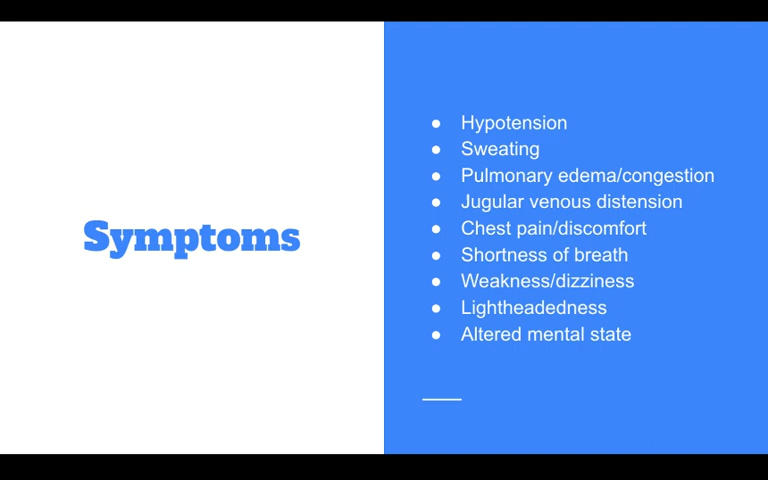 Symptoms
● Hypotension
● Sweating
● Pulmonary edema/congestion
● Jugular venous distension
● Chest pain/discomfort
● Shortness of breath
● Weakness/dizziness
● Lightheadedness
● Altered mental state